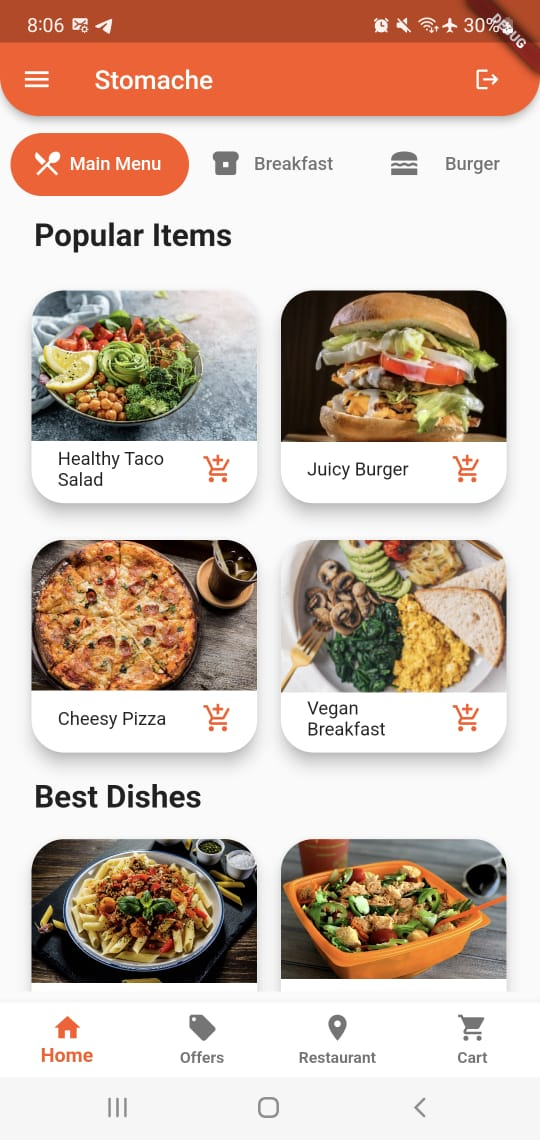 8:06
30%
DEBUG
Stomache
Main Menu
Breakfast
Burger
Popular Items
Healthy Taco
Salad
Juicy Burger
Cheesy Pizza
Vegan
Breakfast
Best Dishes
Home
Offers
Restaurant
Cart